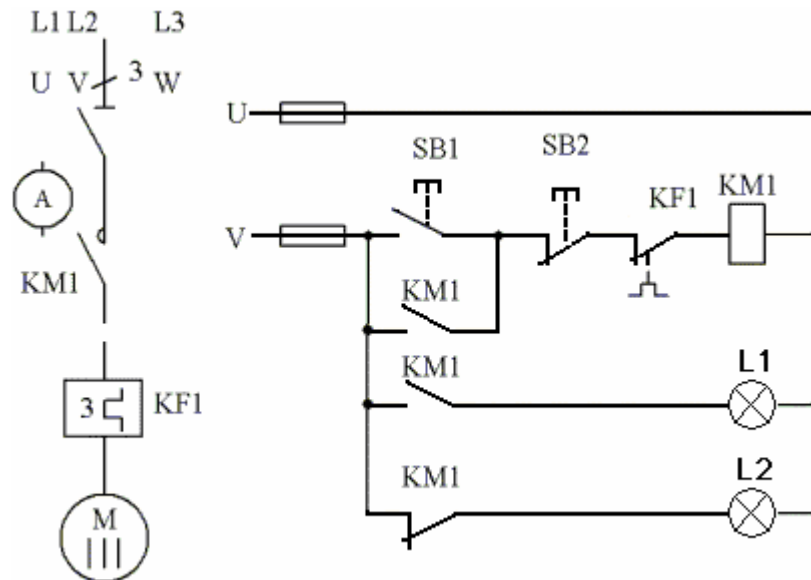 L1 L2 L3
U V 3 W
U
SB1 SB2
A
KF1 KM1
V
KM1
KM1
KM1 L1
3 KF1
KM1 L2
M